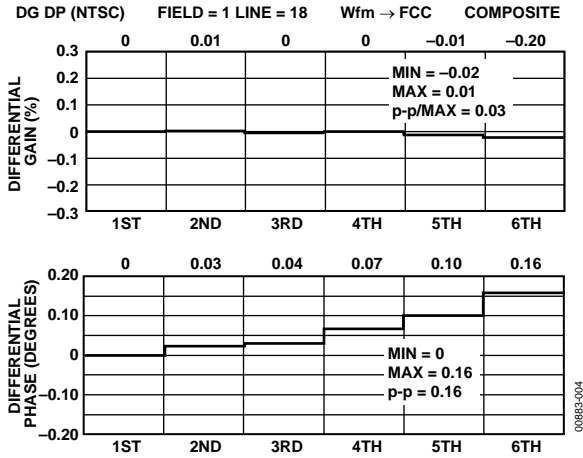 DG DP (NTSC) FIELD = 1 LINE = 18 Wfm → FCC COMPOSITE
0 0.01 0 0 –0.01 –0.20
DIFFERENTIAL
GAIN (%)
0.3
0.2
0.1
0
–0.1
–0.2
–0.3
MIN = –0.02
MAX = 0.01
p-p/MAX = 0.03
1ST 2ND 3RD 4TH 5TH 6TH
0 0.03 0.04 0.07 0.10 0.16
DIFFERENTIAL
PHASE (DEGREES)
0.20
0.10
0
–0.10
–0.20
MIN = 0
MAX = 0.16
p-p = 0.16
1ST 2ND 3RD 4TH 5TH 6TH
00883-004